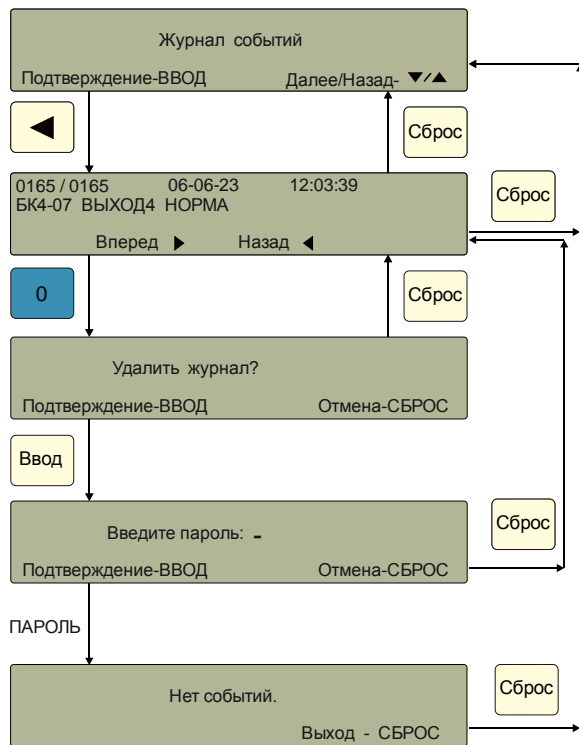 Журнал событий
Подтверждение-ВВОД Далее/Назад- ▼/▲
◀ Сброс
0165 / 0165 06-06-23 12:03:39
БК4-07 ВЫХОД4 НОРМА
Вперед ▶ Назад ◀
Сброс
0 Сброс
Удалить журнал?
Подтверждение-ВВОД Отмена-СБРОС
Ввод
Введите пароль: -
Подтверждение-ВВОД Отмена-СБРОС
Сброс
ПАРОЛЬ
Нет событий.
Выход - СБРОС
Сброс